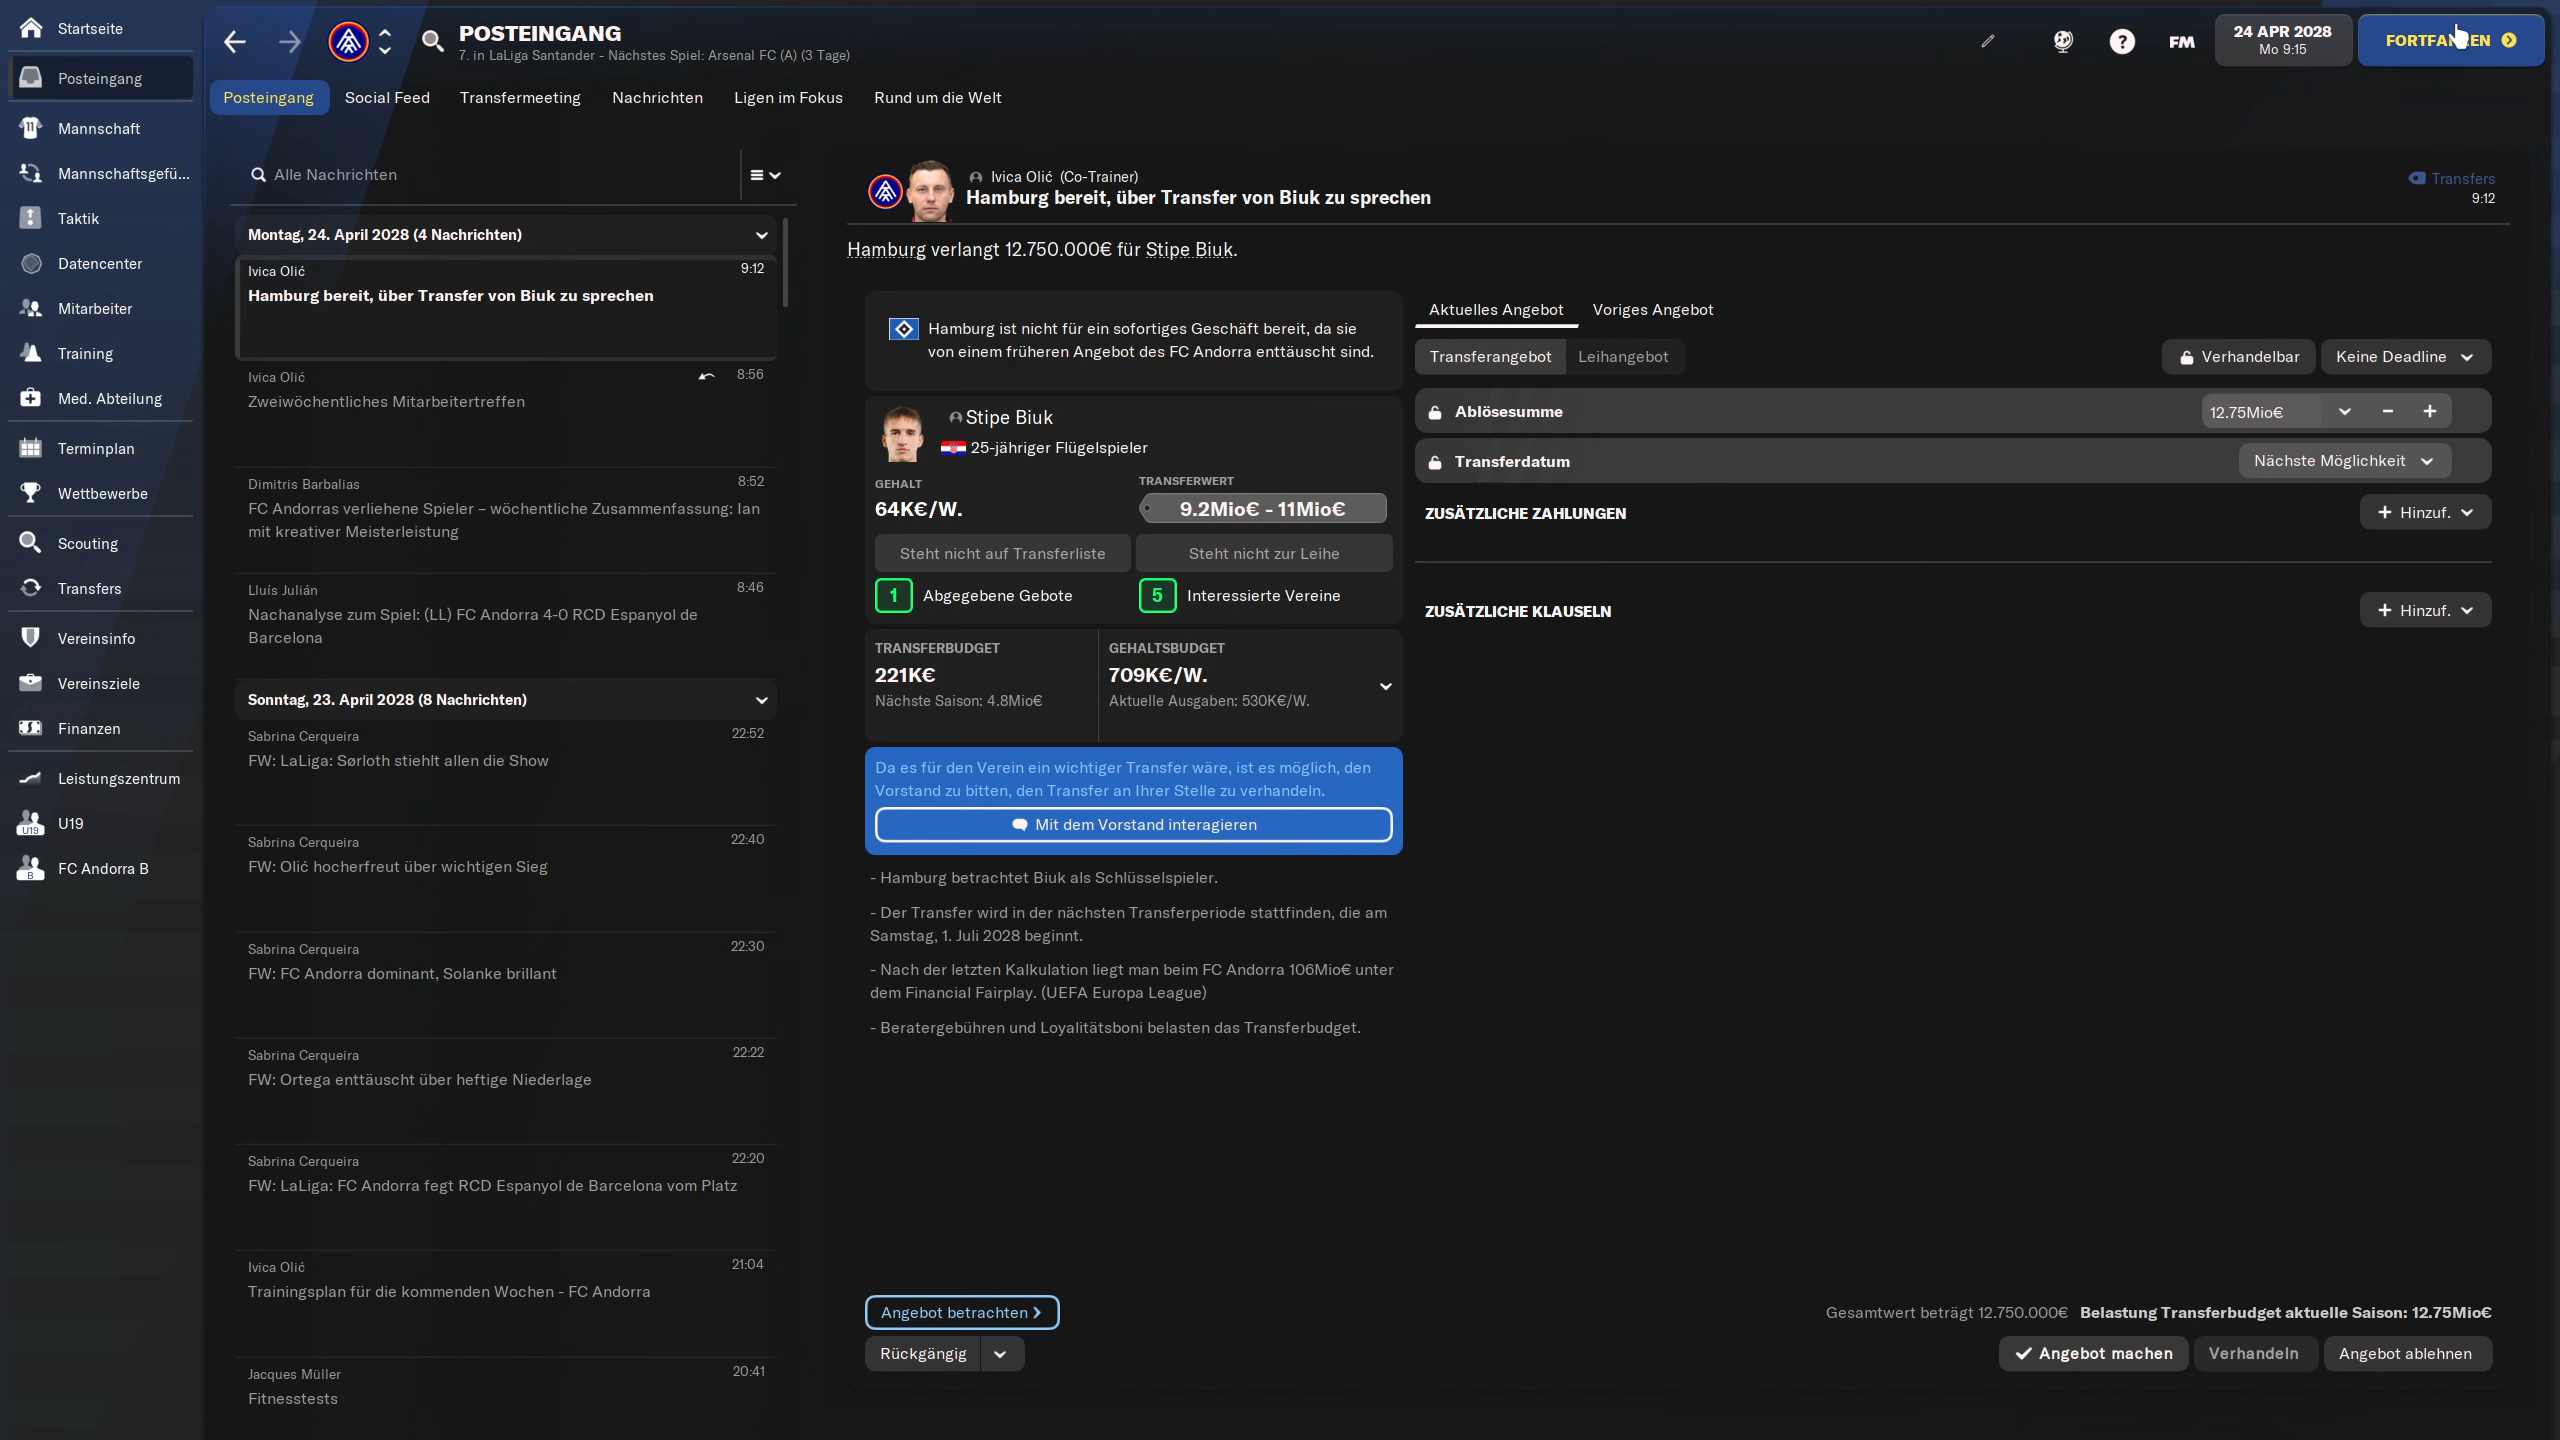 Startseite
Posteingang
Mannschaft
Mannschaftsgefü...
Taktik
Datencenter
Mitarbeiter
Training
Med. Abteilung
Terminplan
Wettbewerbe
Scouting
Transfers
Vereinsinfo
Vereinsziele
Finanzen
Leistungszentrum
U19
U19
B
FC Andorra B
POSTEINGANG
7. in LaLiga Santander - Nächstes Spiel: Arsenal FC (A) (3 Tage)
FM
24 APR 2028
Mo 9:15
Posteingang
Social Feed
Transfermeeting
Nachrichten
Ligen im Fokus
Rund um die Welt
Alle Nachrichten
Montag, 24. April 2028 (4 Nachrichten)
Ivica Olić 9:12
Hamburg bereit, über Transfer von Biuk zu sprechen
Ivica Olić 8:56
Zweiwöchentliches Mitarbeitertreffen
Dimitris Barbalias 8:52
FC Andorras verliehene Spieler – wöchentliche Zusammenfassung: Ian
mit kreativer Meisterleistung
Lluís Julián 8:46
Nachanalyse zum Spiel: (LL) FC Andorra 4-0 RCD Espanyol de
Barcelona
Sonntag, 23. April 2028 (8 Nachrichten)
Sabrina Cerqueira 22:52
FW: LaLiga: Sørloth stiehlt allen die Show
Sabrina Cerqueira 22:40
FW: Olić hocherfreut über wichtigen Sieg
Sabrina Cerqueira 22:30
FW: FC Andorra dominant, Solanke brillant
Sabrina Cerqueira 22:22
FW: Ortega enttäuscht über heftige Niederlage
Sabrina Cerqueira 22:20
FW: LaLiga: FC Andorra fegt RCD Espanyol de Barcelona vom Platz
Ivica Olić 21:04
Trainingsplan für die kommenden Wochen - FC Andorra
Jacques Müller 20:41
Fitnesstests
Ivica Olić (Co-Trainer)
Hamburg bereit, über Transfer von Biuk zu sprechen
Transfers
9:12
Hamburg verlangt 12.750.000€ für Stipe Biuk.
Hamburg ist nicht für ein sofortiges Geschäft bereit, da sie
von einem früheren Angebot des FC Andorra enttäuscht sind.
Stipe Biuk
25-jähriger Flügelspieler
GEHALT
64K€/W.
TRANSFERWERT
9.2Mio€ - 11Mio€
Steht nicht auf Transferliste
Steht nicht zur Leihe
1 Abgegebene Gebote
5 Interessierte Vereine
TRANSFERBUDGET
221K€
Nächste Saison: 4.8Mio€
GEHALTSBUDGET
709K€/W.
Aktuelle Ausgaben: 530K€/W.
Da es für den Verein ein wichtiger Transfer wäre, ist es möglich, den
Vorstand zu bitten, den Transfer an Ihrer Stelle zu verhandeln.
Mit dem Vorstand interagieren
- Hamburg betrachtet Biuk als Schlüsselspieler.
- Der Transfer wird in der nächsten Transferperiode stattfinden, die am
Samstag, 1. Juli 2028 beginnt.
- Nach der letzten Kalkulation liegt man beim FC Andorra 106Mio€ unter
dem Financial Fairplay. (UEFA Europa League)
- Beratergebühren und Loyalitätsboni belasten das Transferbudget.
Angebot betrachten
Rückgängig
Aktuelles Angebot
Voriges Angebot
Transferangebot
Leihangebot
Verhandelbar
Keine Deadline
Ablösesumme 12.75Mio€
Transferdatum Nächste Möglichkeit
ZUSÄTZLICHE ZAHLUNGEN
+ Hinzuf.
ZUSÄTZLICHE KLAUSELN
+ Hinzuf.
Gesamtwert beträgt 12.750.000€ Belastung Transferbudget aktuelle Saison: 12.75Mio€
Angebot machen
Verhandeln
Angebot ablehnen